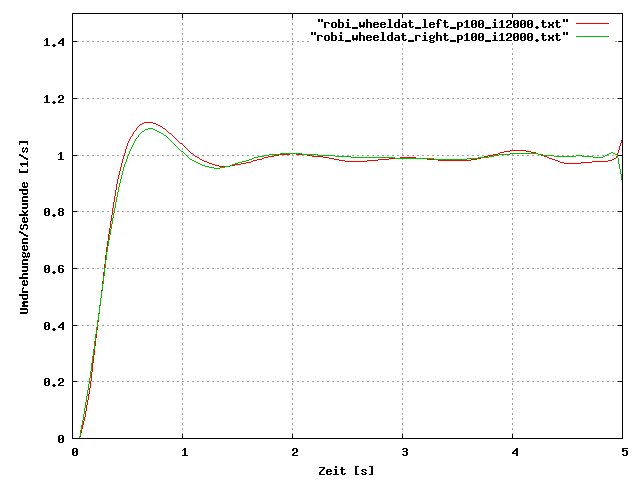 "robi_wheeldat_left_p100_i12000.txt"
"robi_wheeldat_right_p100_i12000.txt"
1.4
1.2
1
0.8
0.6
0.4
0.2
0
Umdrehungen/Sekunde [1/s]
0 1 2 3 4 5
Zeit [s]